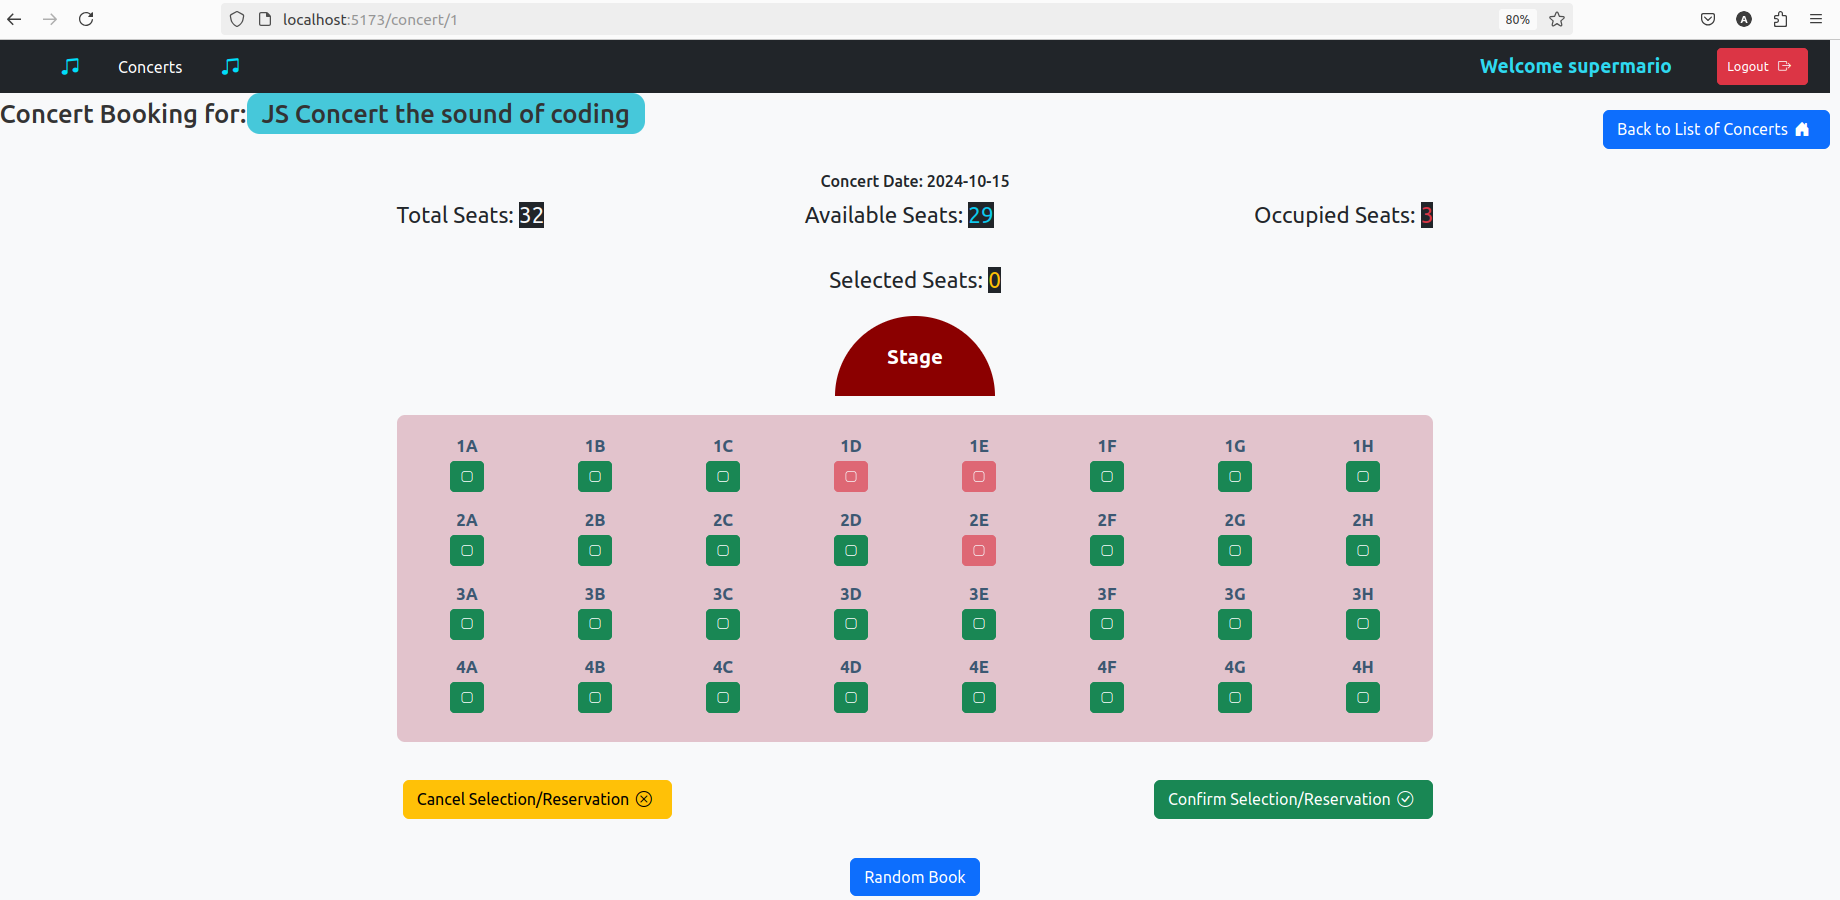 localhost:5173/concert/1
80%
A
Concerts
Welcome supermario
Logout
Concert Booking for: JS Concert the sound of coding
Back to List of Concerts
Concert Date: 2024-10-15
Total Seats: 32
Available Seats: 29
Occupied Seats: 3
Selected Seats: 0
Stage
1A 1B 1C 1D 1E 1F 1G 1H
2A 2B 2C 2D 2E 2F 2G 2H
3A 3B 3C 3D 3E 3F 3G 3H
4A 4B 4C 4D 4E 4F 4G 4H
Cancel Selection/Reservation
Confirm Selection/Reservation
Random Book